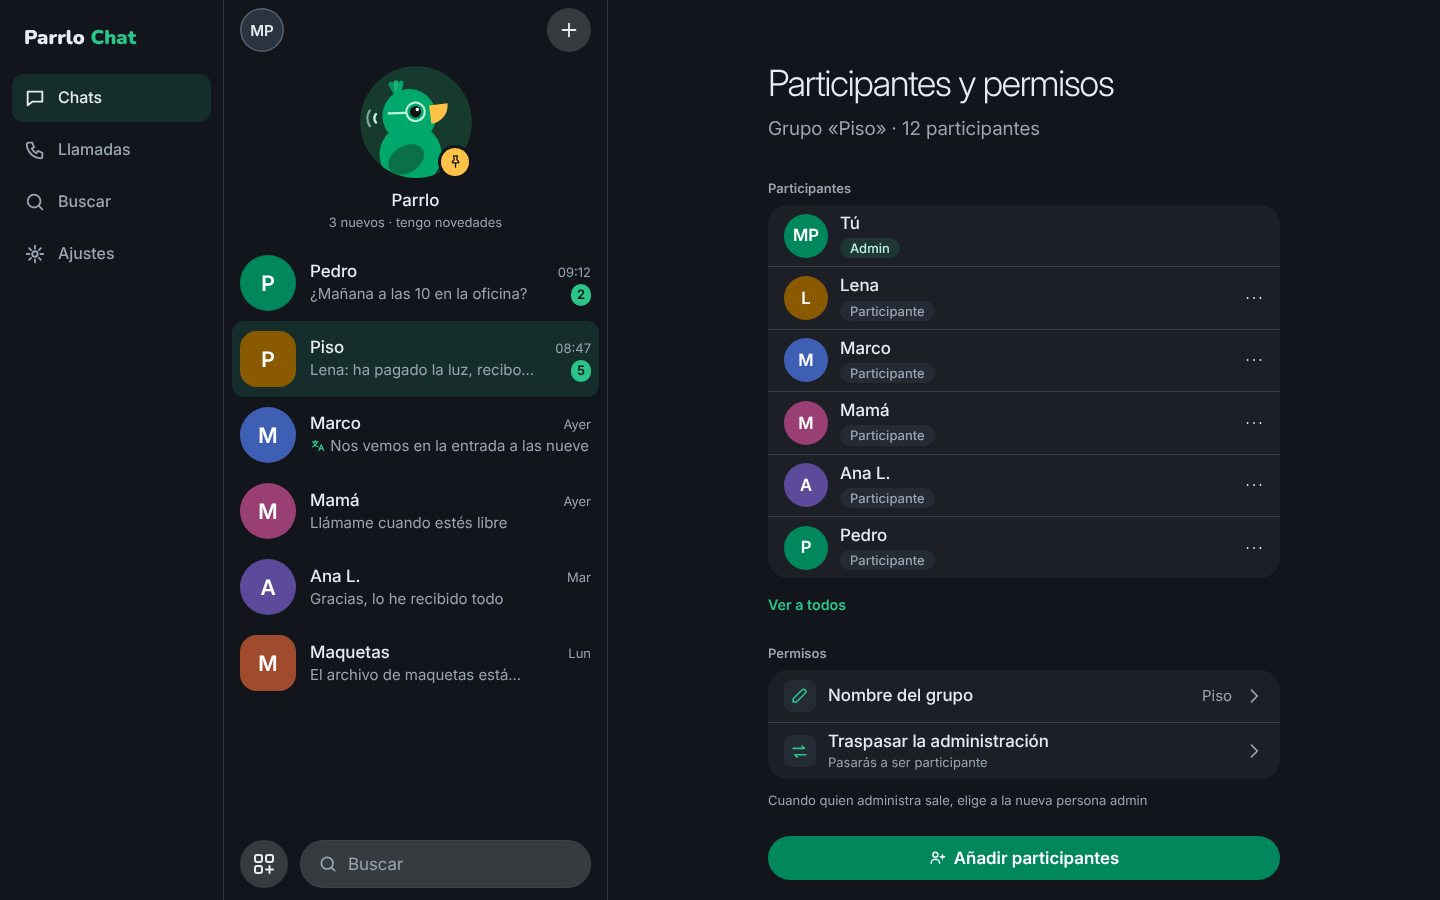 Parrlo Chat
Chats
Llamadas
Buscar
Ajustes
MP
Parrlo
3 nuevos · tengo novedades
P
Pedro
09:12
¿Mañana a las 10 en la oficina?
2
P
Piso
08:47
Lena: ha pagado la luz, recibo...
5
M
Marco
Ayer
Nos vemos en la entrada a las nueve
M
Mamá
Ayer
Llámame cuando estés libre
A
Ana L.
Mar
Gracias, lo he recibido todo
M
Maquetas
Lun
El archivo de maquetas está...
Buscar
Participantes y permisos
Grupo «Piso» · 12 participantes
Participantes
MP
Tú
Admin
L
Lena
Participante
M
Marco
Participante
M
Mamá
Participante
A
Ana L.
Participante
P
Pedro
Participante
Ver a todos
Permisos
Nombre del grupo
Piso
Traspasar la administración
Pasarás a ser participante
Cuando quien administra sale, elige a la nueva persona admin
Añadir participantes